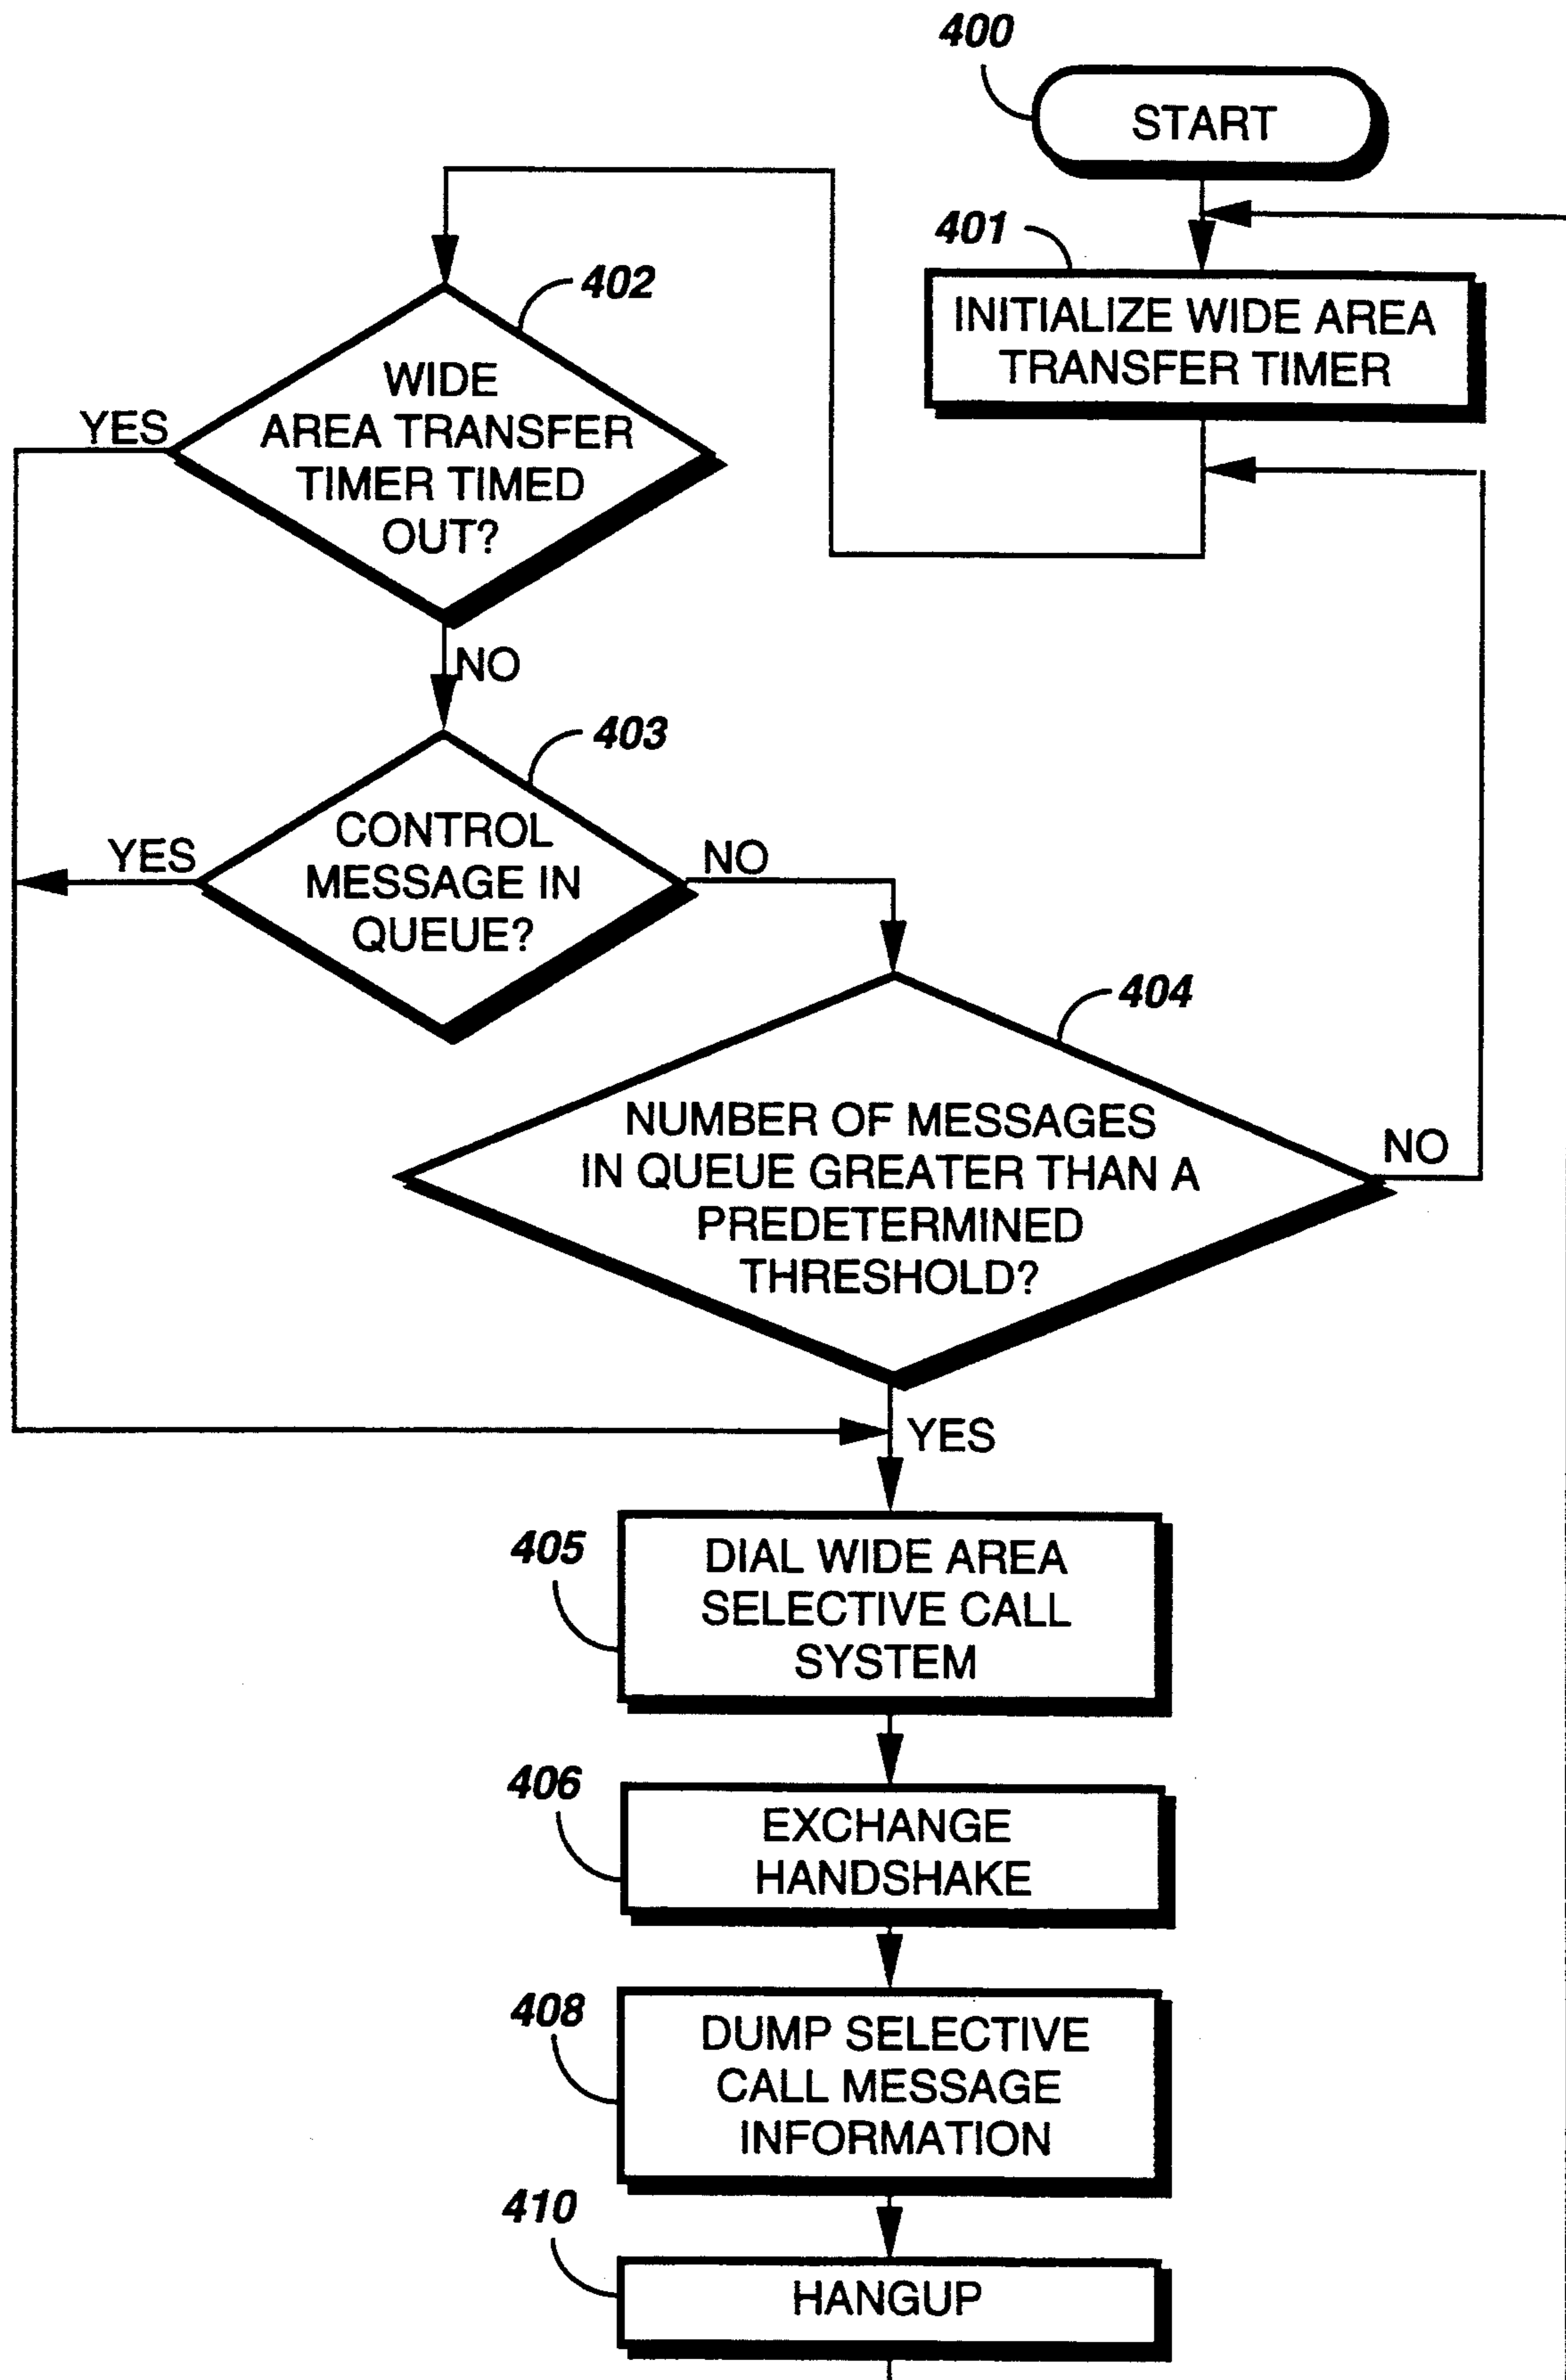 400
START
401
INITIALIZE WIDE AREA
TRANSFER TIMER
402
WIDE
AREA TRANSFER
TIMER TIMED
OUT?
YES
NO
403
CONTROL
MESSAGE IN
QUEUE?
YES
NO
404
NUMBER OF MESSAGES
IN QUEUE GREATER THAN A
PREDETERMINED
THRESHOLD?
NO
YES
405
DIAL WIDE AREA
SELECTIVE CALL
SYSTEM
406
EXCHANGE
HANDSHAKE
408
DUMP SELECTIVE
CALL MESSAGE
INFORMATION
410
HANGUP